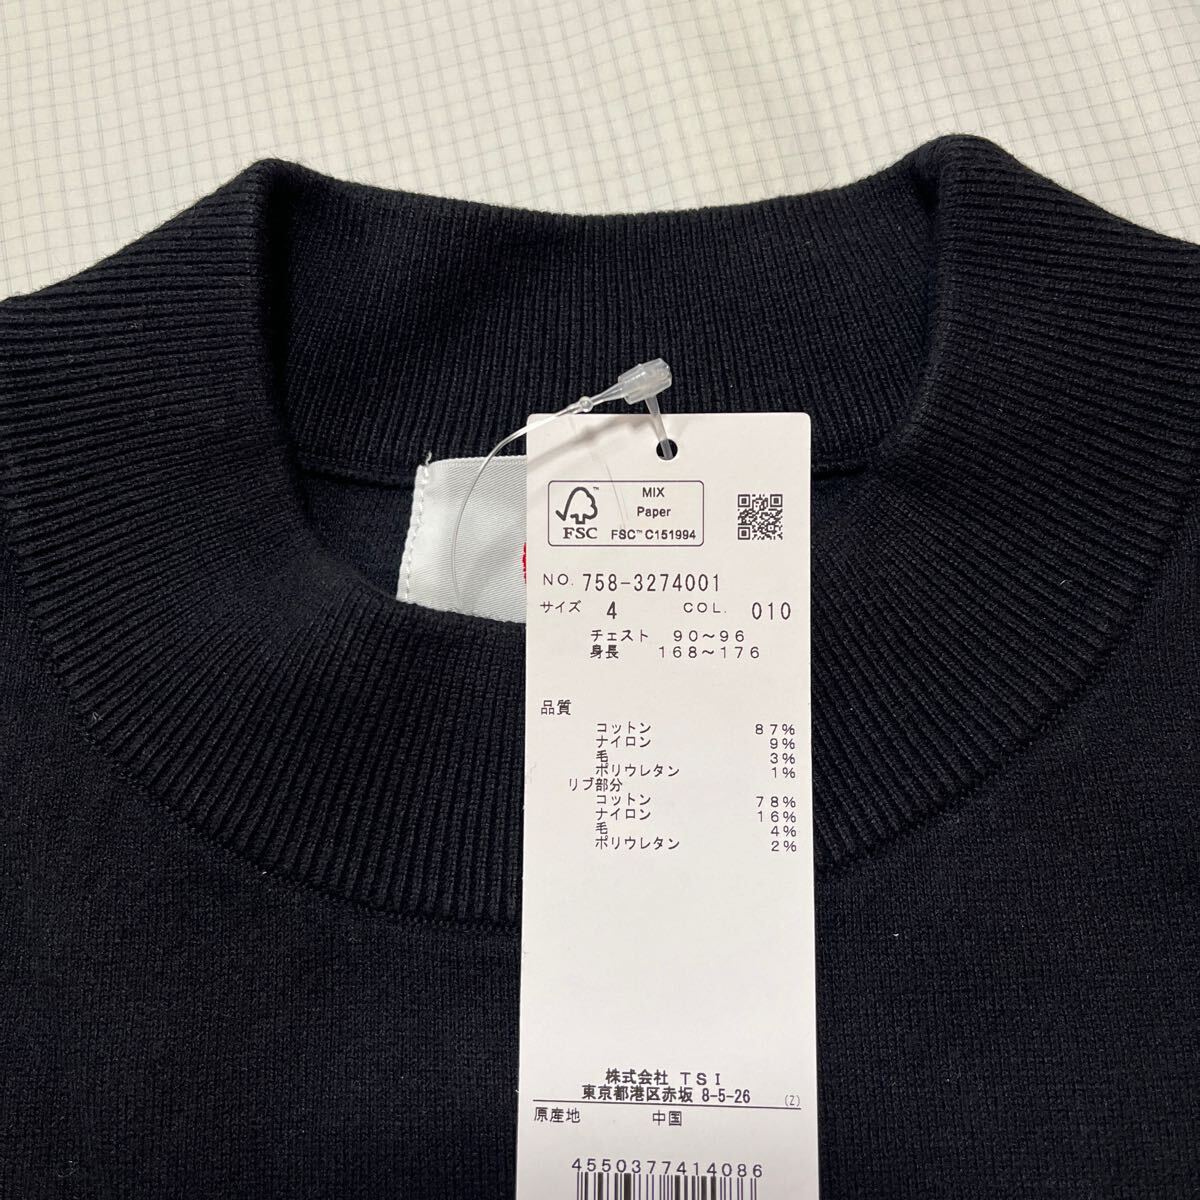 MIX
Paper
FSC™ C151994
FSC™
NO. 758-3274001
サイズ 4 COL. 010
チェスト 90～96
身長 168～176
品質
コットン 87%
ナイロン 9%
毛 3%
ポリウレタン 1%
リブ部分
コットン 78%
ナイロン 16%
毛 4%
ポリウレタン 2%
株式会社 TSI
東京都港区赤坂 8-5-26 (Z)
原産地 中国
4550377414086